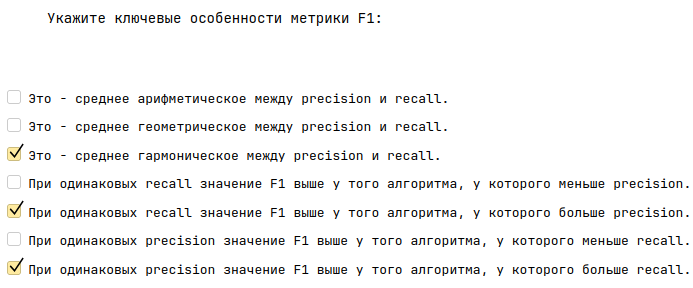 Укажите ключевые особенности метрики F1:
Это - среднее арифметическое между precision и recall.
Это - среднее геометрическое между precision и recall.
Это - среднее гармоническое между precision и recall.
При одинаковых recall значение F1 выше у того алгоритма, у которого меньше precision.
При одинаковых recall значение F1 выше у того алгоритма, у которого больше precision.
При одинаковых precision значение F1 выше у того алгоритма, у которого меньше recall.
При одинаковых precision значение F1 выше у того алгоритма, у которого больше recall.